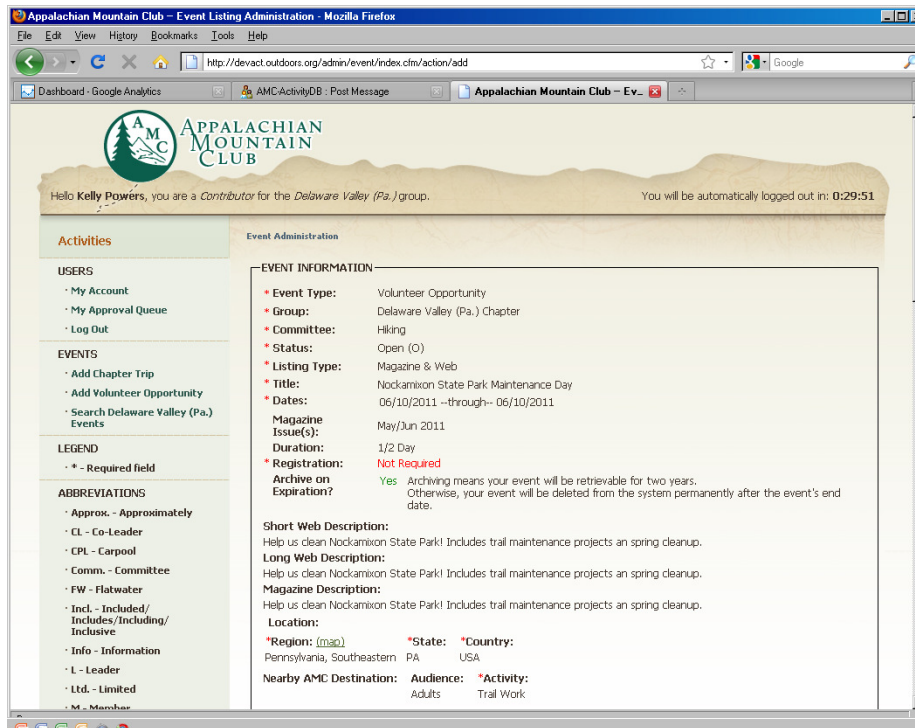 Appalachian Mountain Club – Event Listing Administration - Mozilla Firefox
File Edit View History Bookmarks Tools Help
http://devact.outdoors.org/admin/event/index.cfm/action/add
Google
Dashboard - Google Analytics
AMC-ActivityDB : Post Message
Appalachian Mountain Club – Ev...
AMC
APPALACHIAN
MOUNTAIN
CLUB
Hello Kelly Powers, you are a Contributor for the Delaware Valley (Pa.) group.
You will be automatically logged out in: 0:29:51
Activities
USERS
· My Account
· My Approval Queue
· Log Out
EVENTS
· Add Chapter Trip
· Add Volunteer Opportunity
· Search Delaware Valley (Pa.)
Events
LEGEND
· * - Required field
ABBREVIATIONS
· Approx. - Approximately
· CL - Co-Leader
· CPL - Carpool
· Comm. - Committee
· FW - Flatwater
· Incl. - Included/
Includes/Including/
Inclusive
· Info - Information
· L - Leader
· Ltd. - Limited
· M - Member
Event Administration
EVENT INFORMATION
* Event Type: Volunteer Opportunity
* Group: Delaware Valley (Pa.) Chapter
* Committee: Hiking
* Status: Open (O)
* Listing Type: Magazine & Web
* Title: Nockamixon State Park Maintenance Day
* Dates: 06/10/2011 --through-- 06/10/2011
Magazine
Issue(s): May/Jun 2011
Duration: 1/2 Day
* Registration: Not Required
Archive on
Expiration?
Yes Archiving means your event will be retrievable for two years.
Otherwise, your event will be deleted from the system permanently after the event's end
date.
Short Web Description:
Help us clean Nockamixon State Park! Includes trail maintenance projects an spring cleanup.
Long Web Description:
Help us clean Nockamixon State Park! Includes trail maintenance projects an spring cleanup.
Magazine Description:
Help us clean Nockamixon State Park! Includes trail maintenance projects an spring cleanup.
Location:
*Region: (map) *State: *Country:
Pennsylvania, Southeastern PA USA
Nearby AMC Destination: Audience: *Activity:
Adults Trail Work